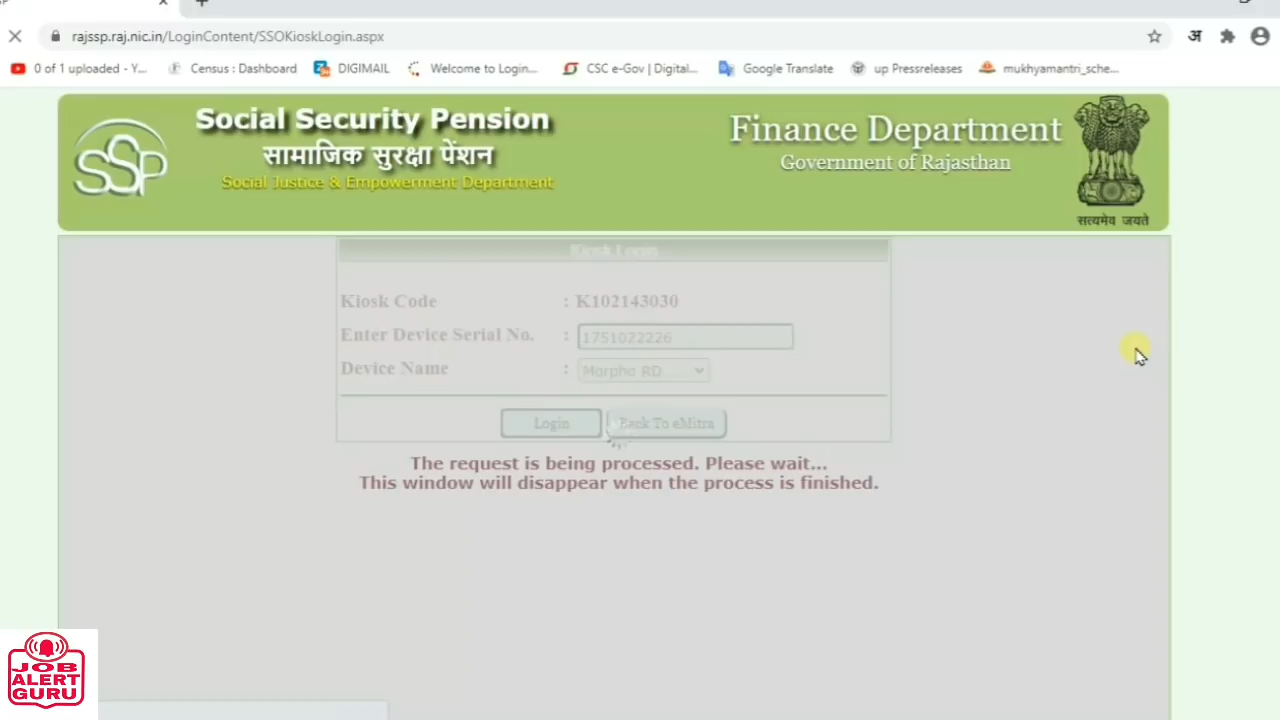 rajssp.raj.nic.in/LoginContent/SSOKioskLogin.aspx
अ
0 of 1 uploaded - Y...
Census : Dashboard
DIGIMAIL
Welcome to Login...
CSC e-Gov | Digital...
Google Translate
up Pressreleases
mukhyamantri_sche...
SSP
Social Security Pension
सामाजिक सुरक्षा पेंशन
Social Justice & Empowerment Department
Finance Department
Government of Rajasthan
सत्यमेव जयते
Kiosk Login
Kiosk Code : K102143030
Enter Device Serial No. : 1751022226
Device Name : Morpho RD
Login Back To eMitra
The request is being processed. Please wait...
This window will disappear when the process is finished.
JOB
ALERT
GURU